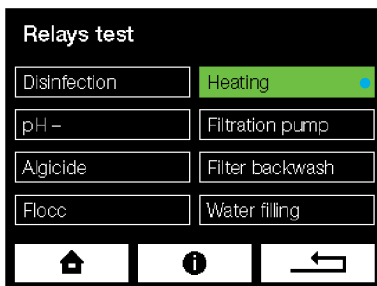 Relays test
Disinfection
Heating
pH –
Filtration pump
Algicide
Filter backwash
Flocc
Water filling